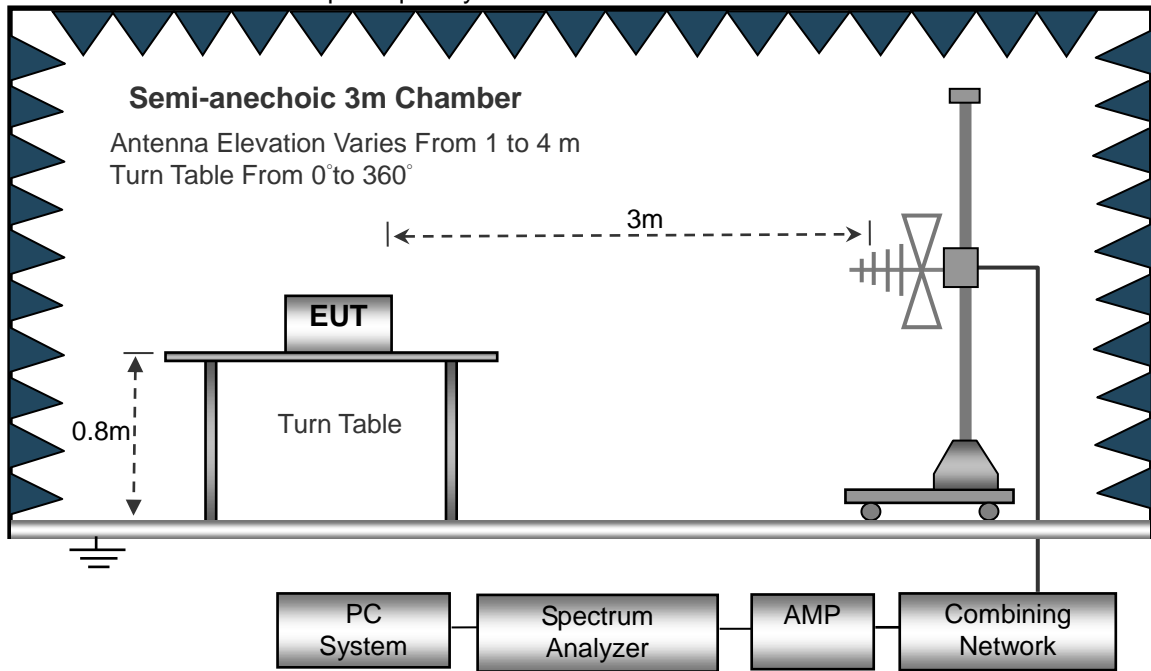 Semi-anechoic 3m Chamber
Antenna Elevation Varies From 1 to 4 m
Turn Table From 0°to 360°
3m
EUT
0.8m
Turn Table
PC
System
Spectrum
Analyzer
AMP
Combining
Network